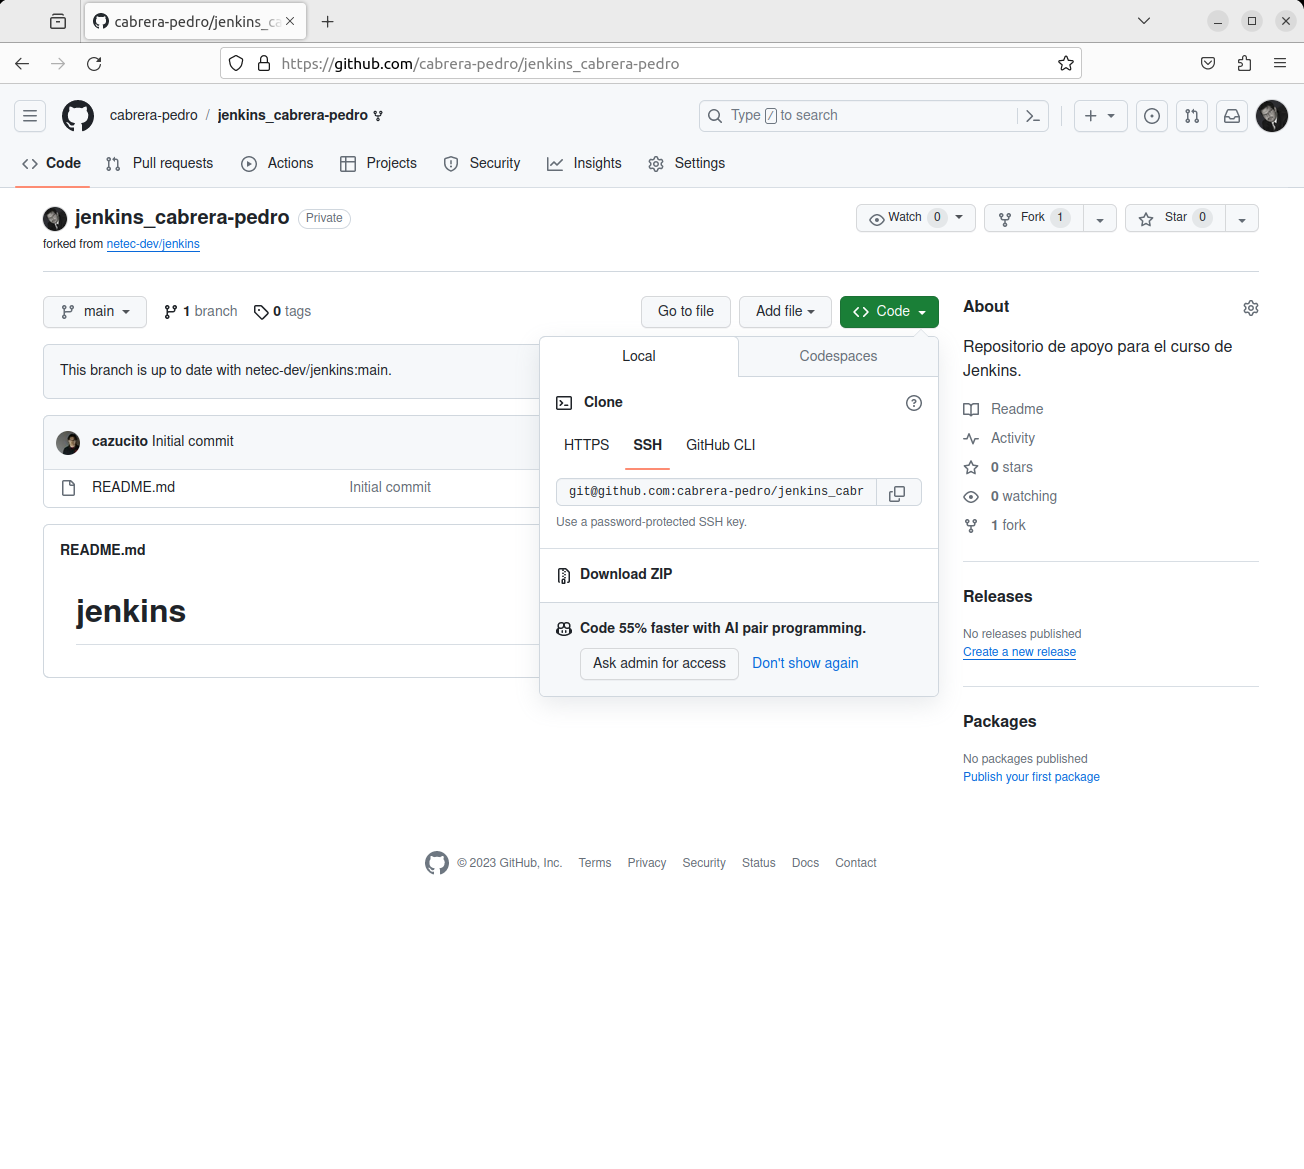 cabrera-pedro/jenkins_ca
https://github.com/cabrera-pedro/jenkins_cabrera-pedro
cabrera-pedro / jenkins_cabrera-pedro
Type / to search
Code Pull requests Actions Projects Security Insights Settings
jenkins_cabrera-pedro Private
Watch 0 Fork 1 Star 0
forked from netec-dev/jenkins
main 1 branch 0 tags Go to file Add file Code
This branch is up to date with netec-dev/jenkins:main.
cazucito Initial commit
README.md Initial commit
README.md
jenkins
Local Codespaces
Clone
HTTPS SSH GitHub CLI
git@github.com:cabrera-pedro/jenkins_cabr
Use a password-protected SSH key.
Download ZIP
Code 55% faster with AI pair programming.
Ask admin for access Don't show again
About
Repositorio de apoyo para el curso de
Jenkins.
Readme
Activity
0 stars
0 watching
1 fork
Releases
No releases published
Create a new release
Packages
No packages published
Publish your first package
© 2023 GitHub, Inc. Terms Privacy Security Status Docs Contact